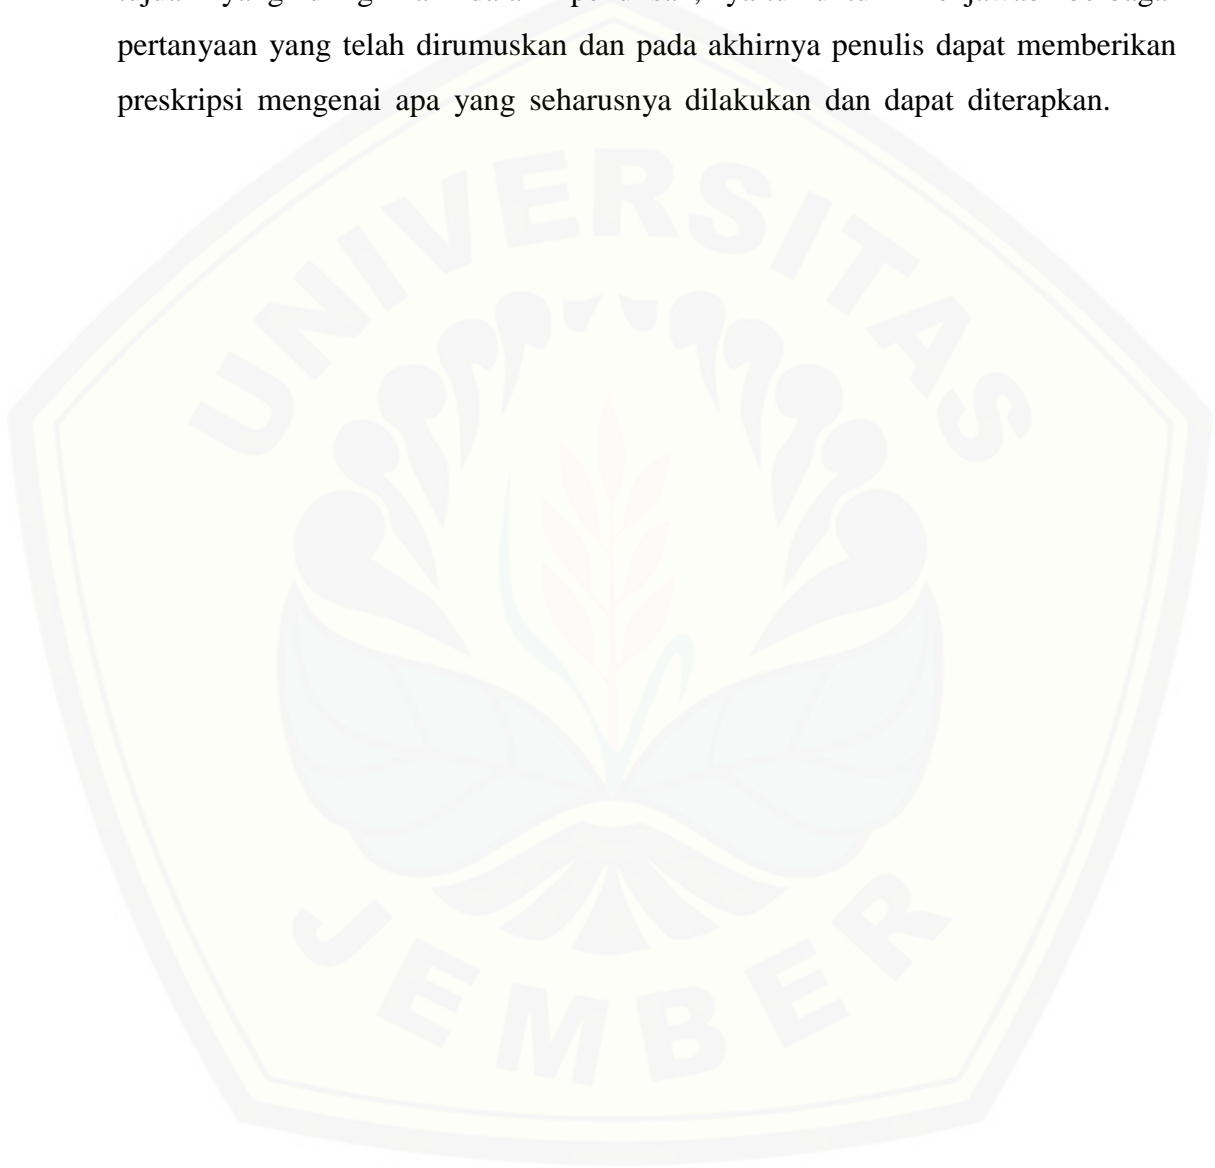 pertanyaan yang telah dirumuskan dan pada akhirnya penulis dapat memberikan
preskripsi mengenai apa yang seharusnya dilakukan dan dapat diterapkan.
UNIVERSITAS
JEMBER